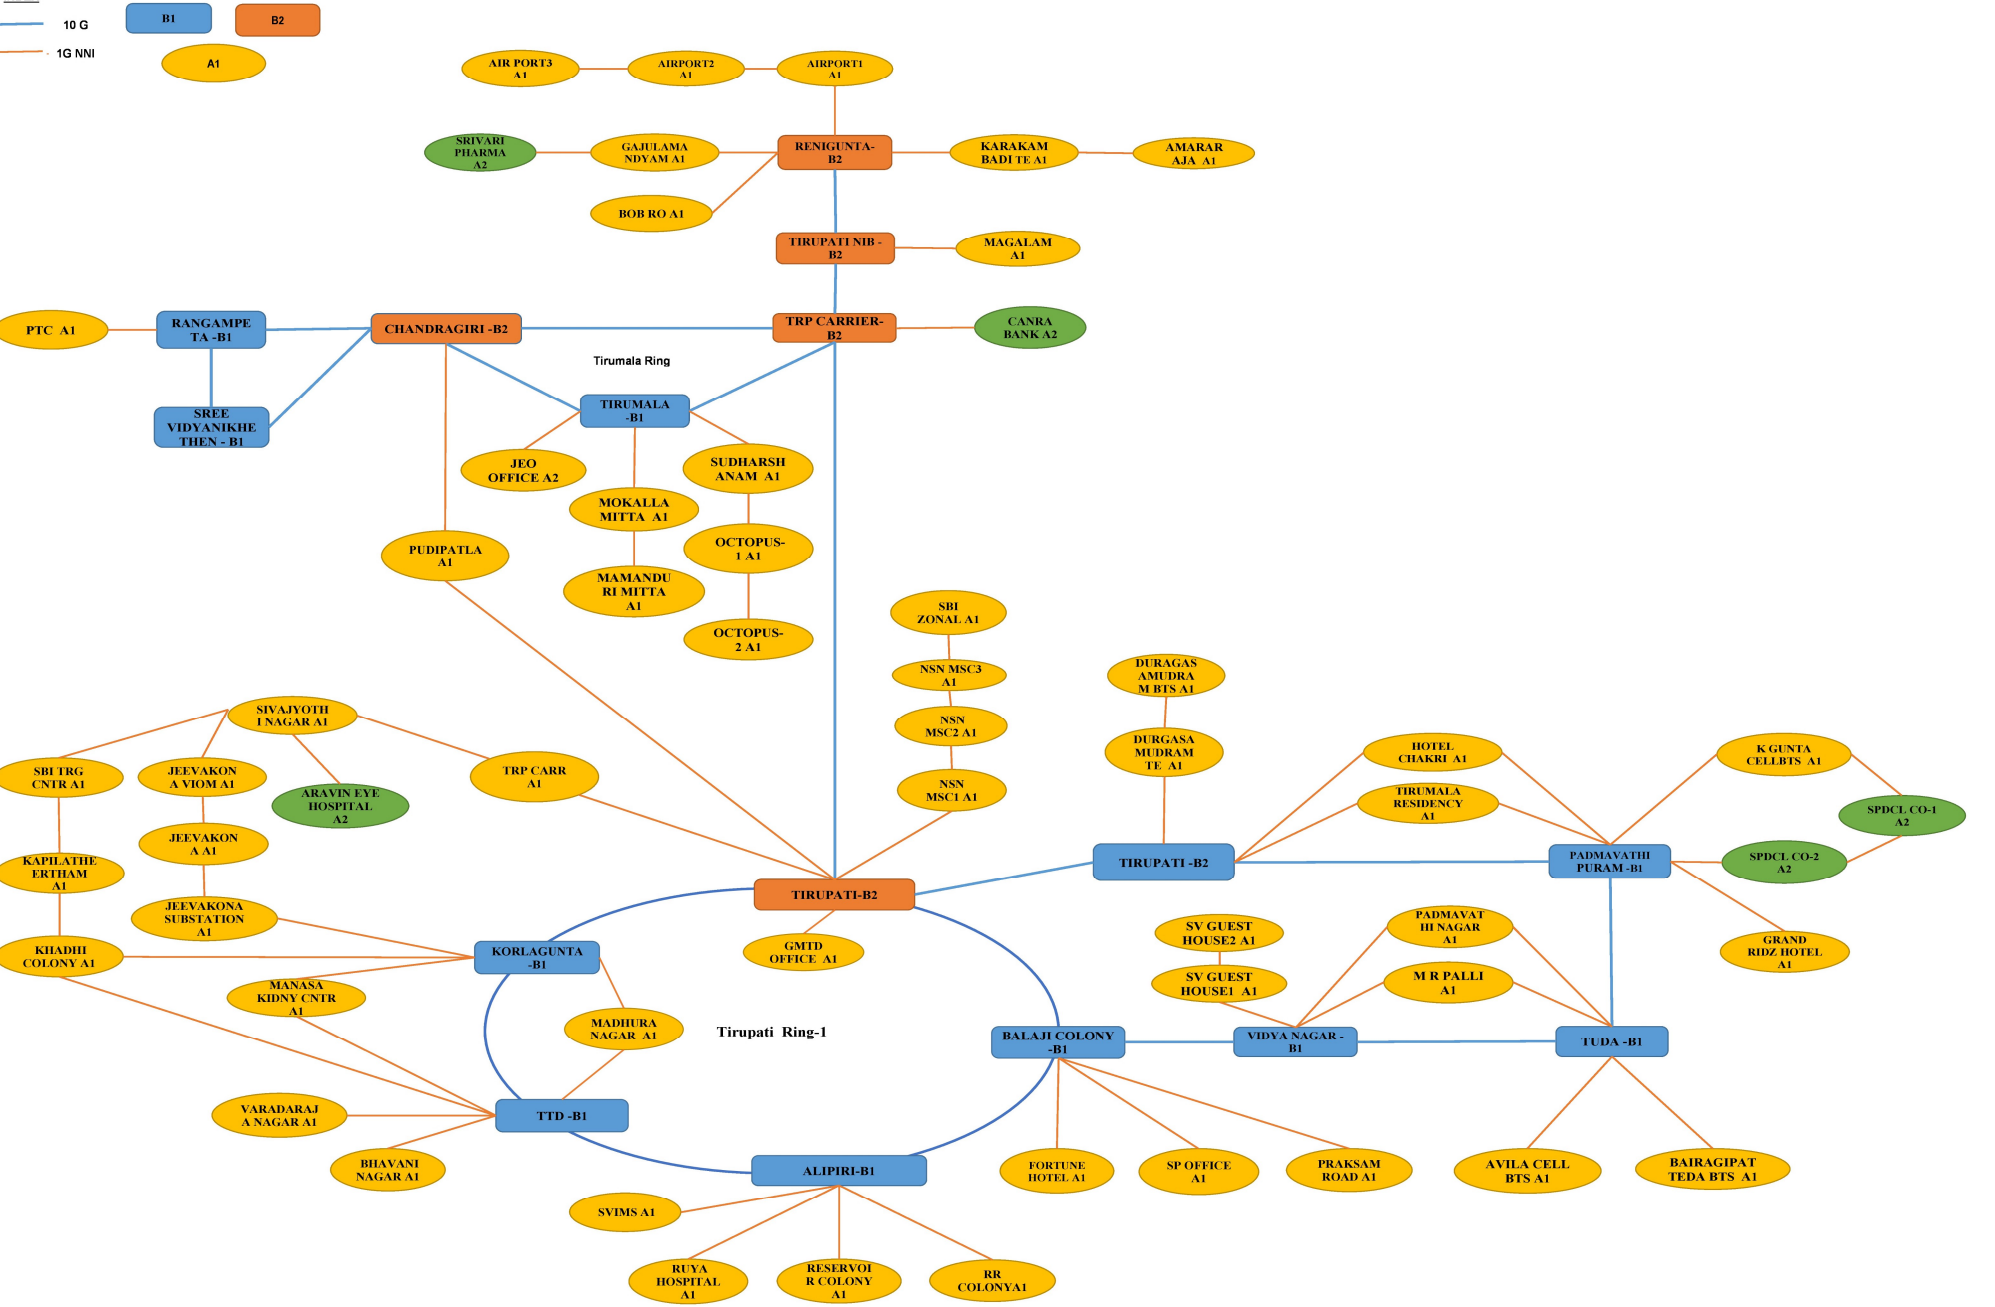 10 G
1G NNI
B1
B2
A1
AIR PORT3
A1
AIRPORT2
A1
AIRPORT1
A1
SRIVARI
PHARMA
A2
GAJULAMA
NDYAM A1
RENIGUNTA-
B2
KARAKAM
BADI TE A1
AMARAR
AJA A1
BOB RO A1
TIRUPATI NIB -
B2
MAGALAM
A1
PTC A1
RANGAMPE
TA -B1
CHANDRAGIRI -B2
TRP CARRIER-
B2
CANRA
BANK A2
Tirumala Ring
SREE
VIDYANIKHE
THEN - B1
TIRUMALA
-B1
JEO
OFFICE A2
SUDHARSH
ANAM A1
MOKALLA
MITTA A1
OCTOPUS-
1 A1
PUDIPATLA
A1
MAMANDU
RI MITTA
A1
OCTOPUS-
2 A1
SBI
ZONAL A1
NSN MSC3
A1
NSN
MSC2 A1
NSN
MSC1 A1
DURAGAS
AMUDRA
M BTS A1
DURGASA
MUDRAM
TE A1
HOTEL
CHAKRI A1
TIRUMALA
RESIDENCY
A1
K GUNTA
CELLBTS A1
SPDCL CO-1
A2
SPDCL CO-2
A2
SIVAJYOTH
I NAGAR A1
SBI TRG
CNTR A1
JEEVAKON
A VIOM A1
ARAVIN EYE
HOSPITAL
A2
TRP CARR
A1
JEEVAKON
A A1
KAPILATHE
ERTHAM
A1
JEEVAKONA
SUBSTATION
A1
KHADHI
COLONY A1
TIRUPATI-B2
TIRUPATI -B2
PADMAVATHI
PURAM -B1
GMTD
OFFICE A1
KORLAGUNTA
-B1
MANASA
KIDNY CNTR
A1
MADHURA
NAGAR A1
Tirupati Ring-1
SV GUEST
HOUSE2 A1
SV GUEST
HOUSE1 A1
PADMAVAT
HI NAGAR
A1
M R PALLI
A1
GRAND
RIDZ HOTEL
A1
BALAJI COLONY
-B1
VIDYA NAGAR -
B1
TUDA -B1
VARADARAJ
A NAGAR A1
TTD -B1
BHAVANI
NAGAR A1
ALIPIRI-B1
FORTUNE
HOTEL A1
SP OFFICE
A1
PRAKSAM
ROAD A1
AVILA CELL
BTS A1
BAIRAGIPAT
TEDA BTS A1
SVIMS A1
RUYA
HOSPITAL
A1
RESERVOI
R COLONY
A1
RR
COLONYA1